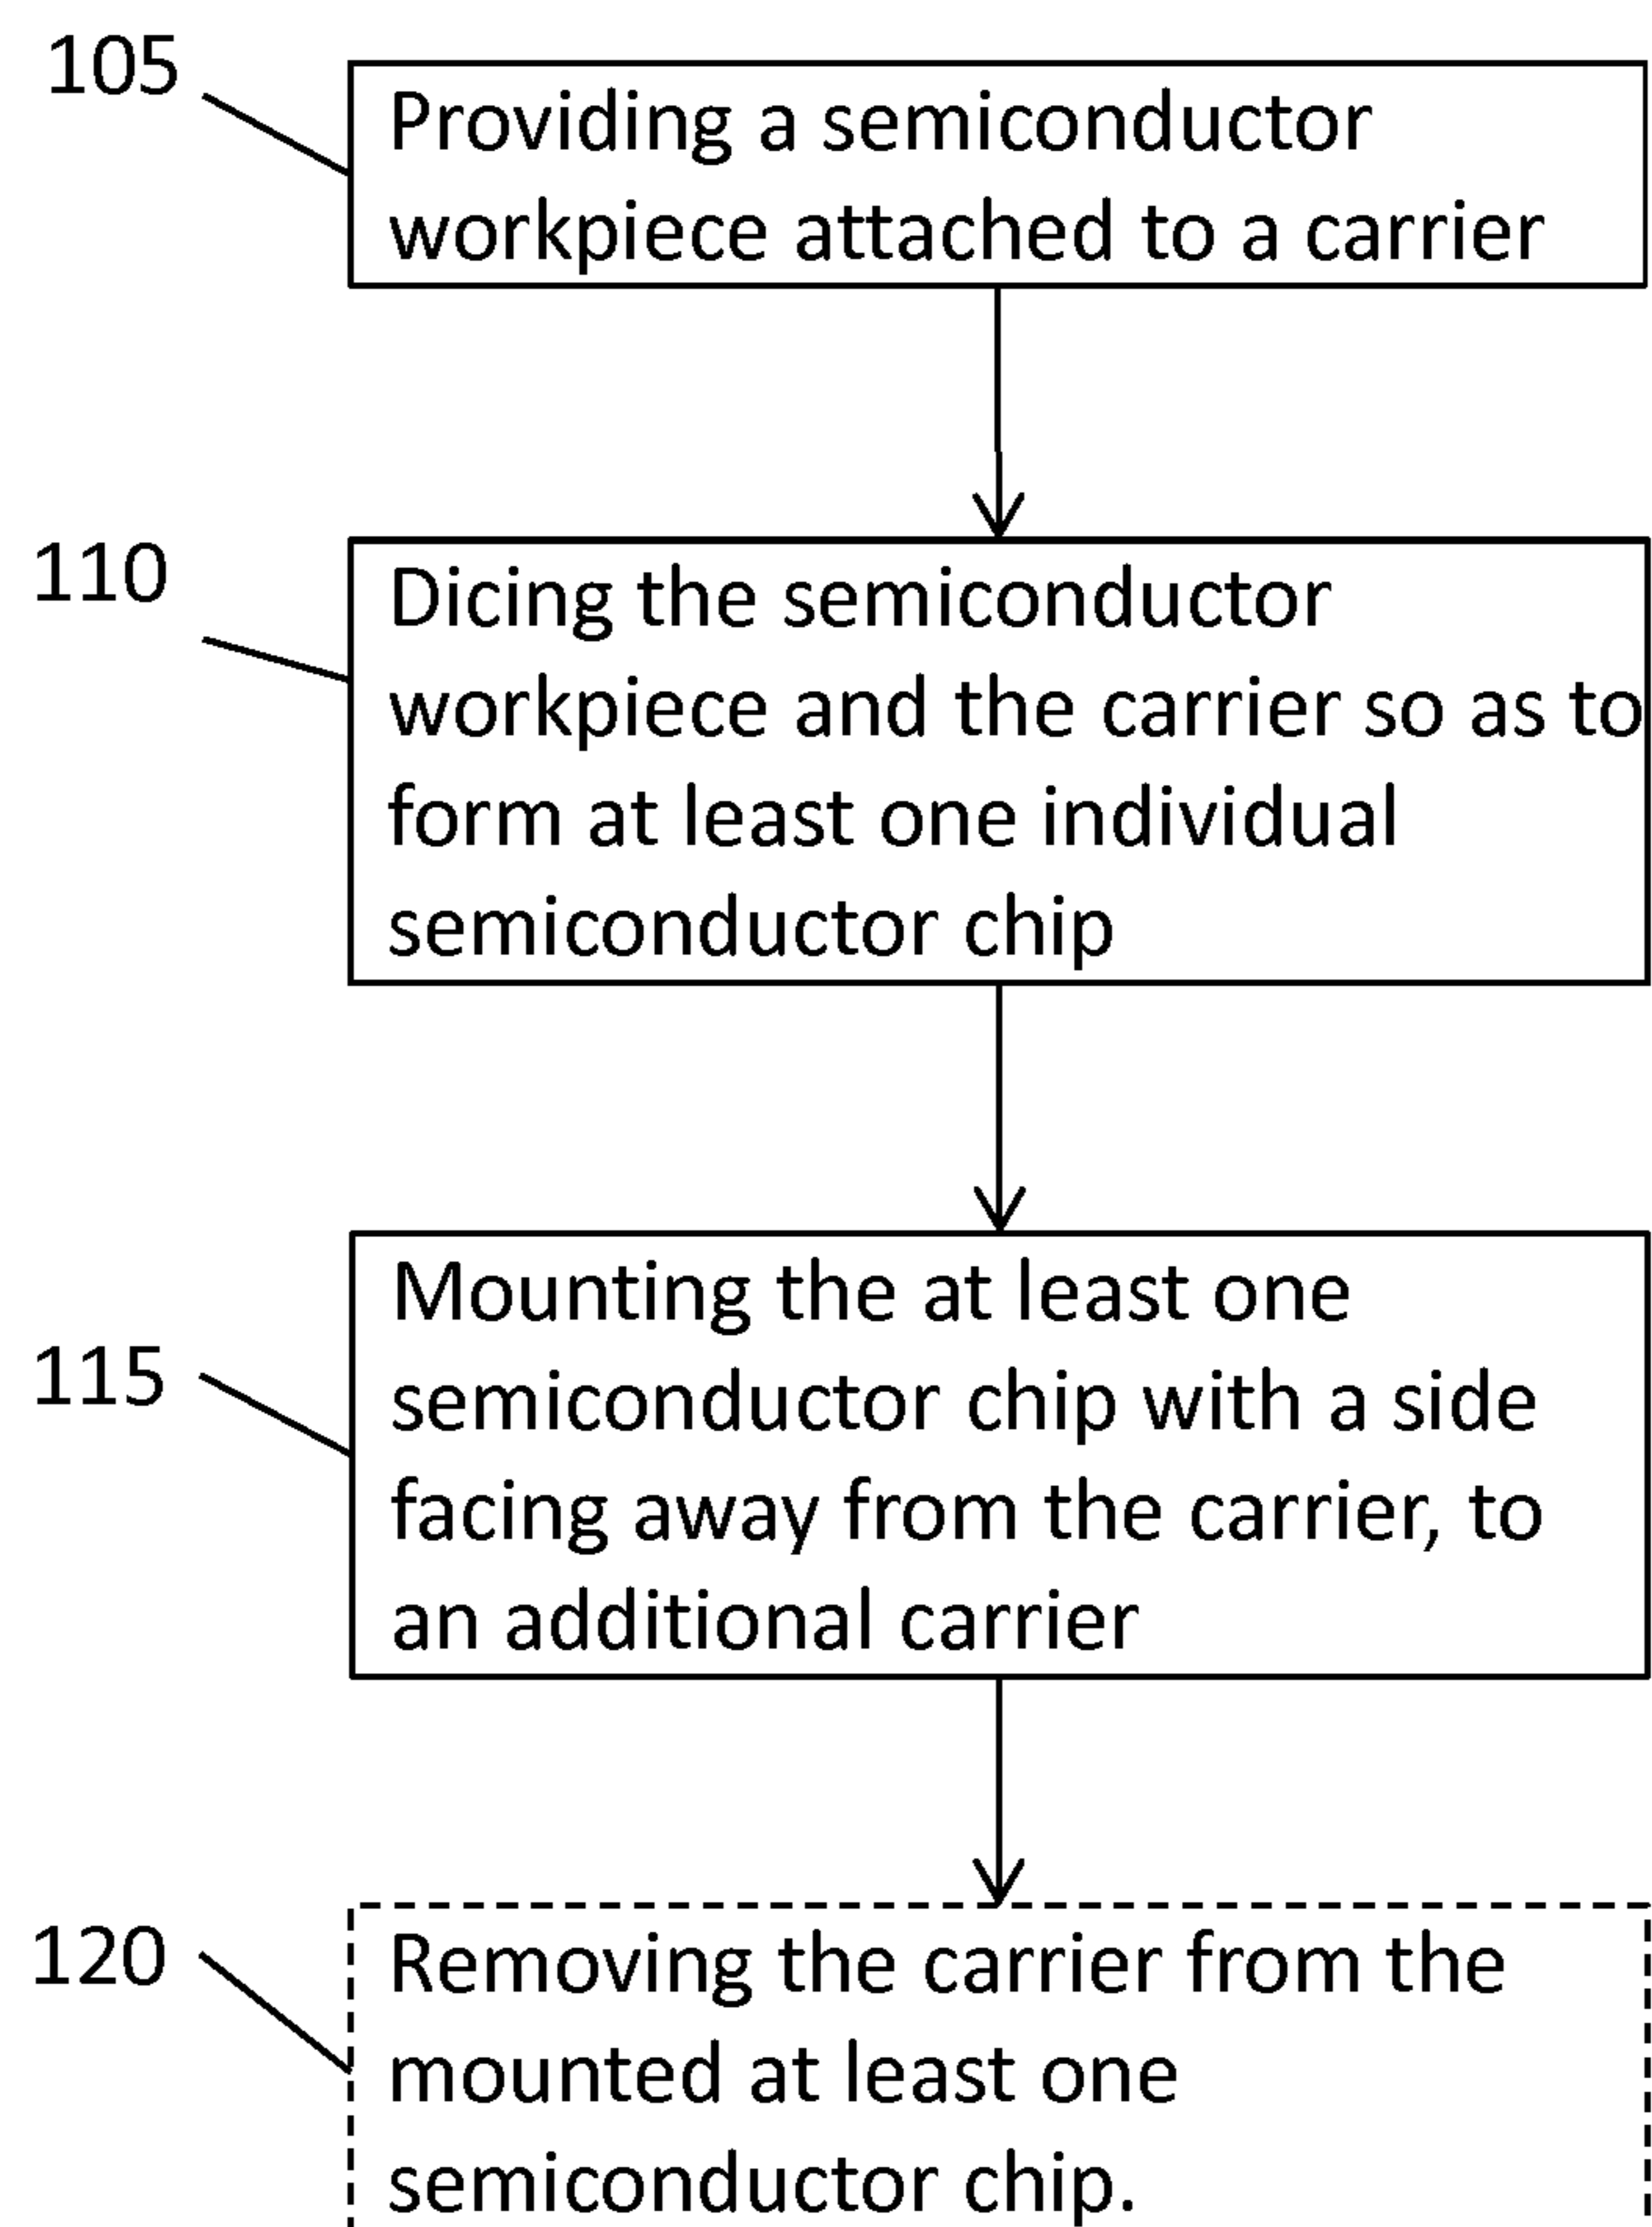 105
Providing a semiconductor
workpiece attached to a carrier
110
Dicing the semiconductor
workpiece and the carrier so as to
form at least one individual
semiconductor chip
115
Mounting the at least one
semiconductor chip with a side
facing away from the carrier, to
an additional carrier
120
Removing the carrier from the
mounted at least one
semiconductor chip.